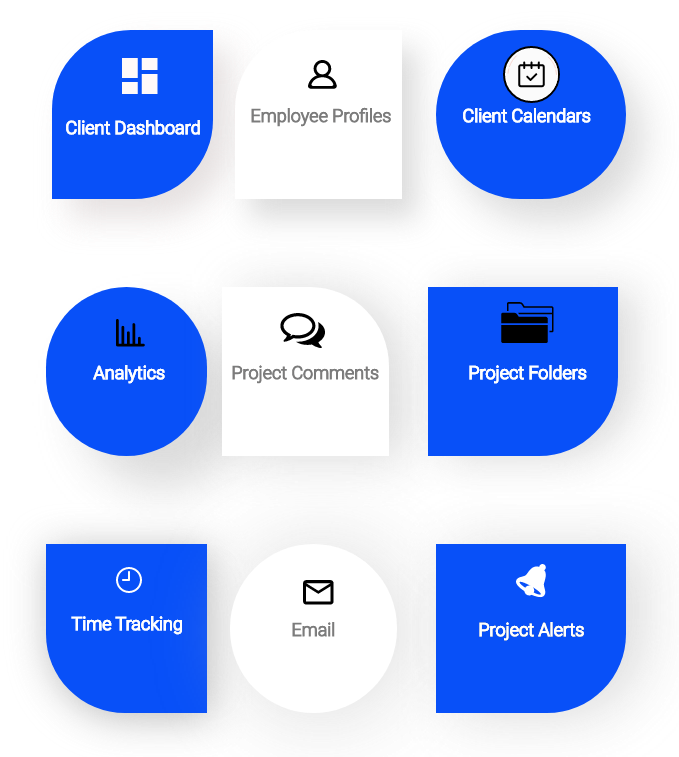 Client Dashboard
Employee Profiles
Client Calendars
Analytics
Project Comments
Project Folders
Time Tracking
Email
Project Alerts